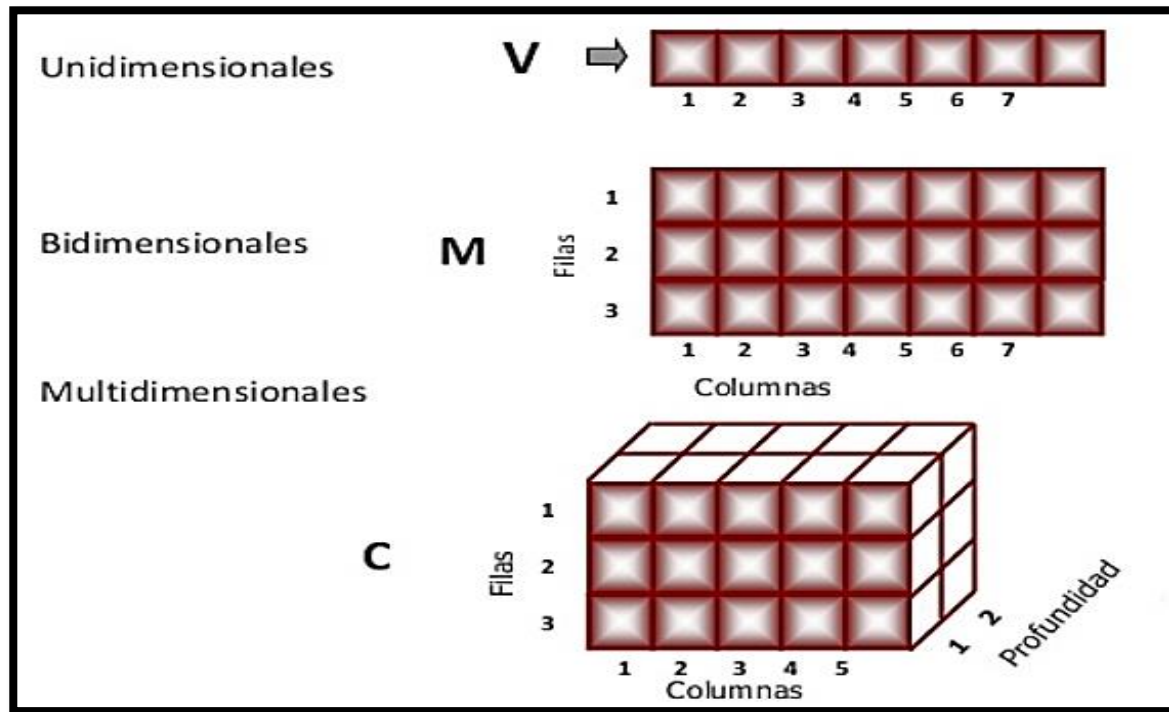 Unidimensionales
V
1 2 3 4 5 6 7
Bidimensionales
M
Filas
1
2
3
1 2 3 4 5 6 7
Columnas
Multidimensionales
C
Filas
1
2
3
1 2 3 4 5
Columnas
1 2
Profundidad